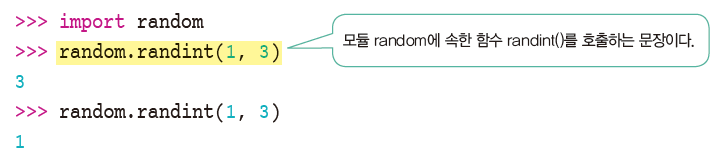 >>> import random
>>> random.randint(1, 3)
모듈 random에 속한 함수 randint()를 호출하는 문장이다.
3
>>> random.randint(1, 3)
1